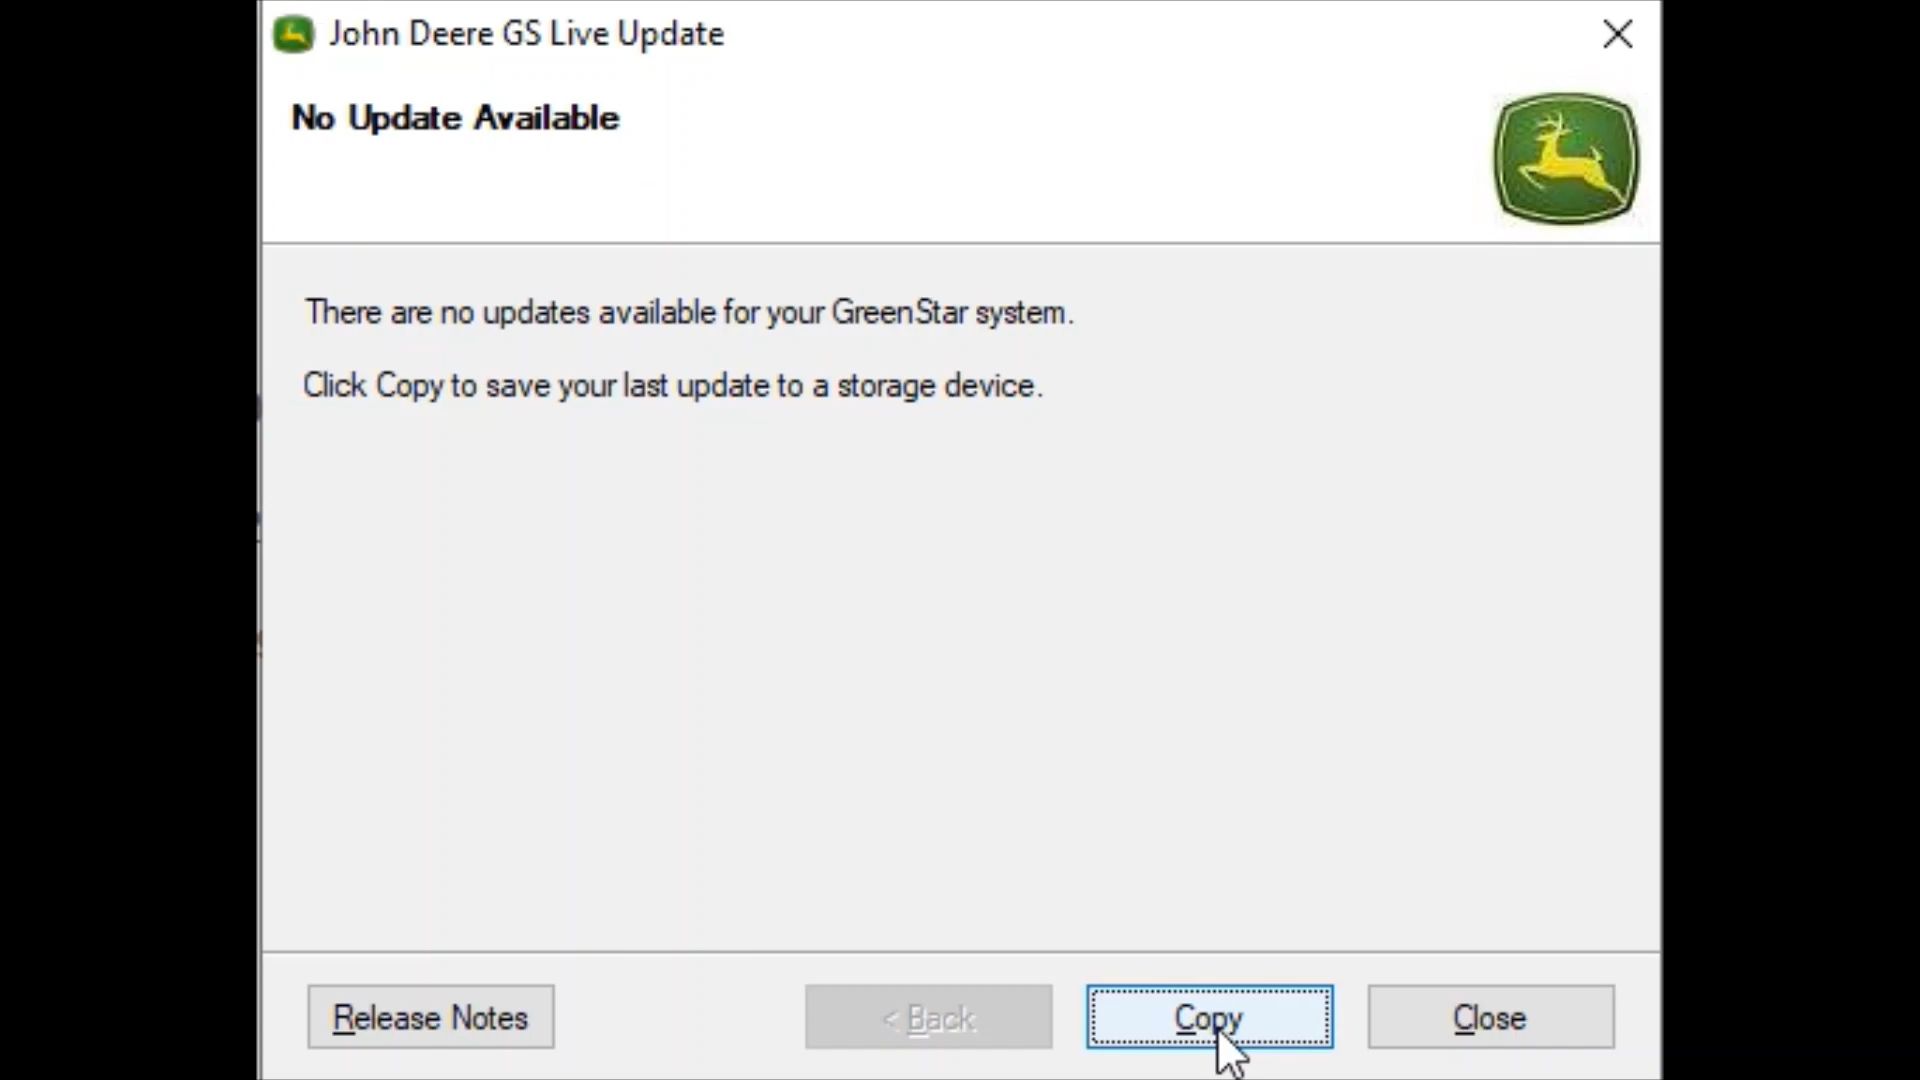 John Deere GS Live Update
No Update Available
There are no updates available for your GreenStar system.
Click Copy to save your last update to a storage device.
Release Notes
< Back
Copy
Close